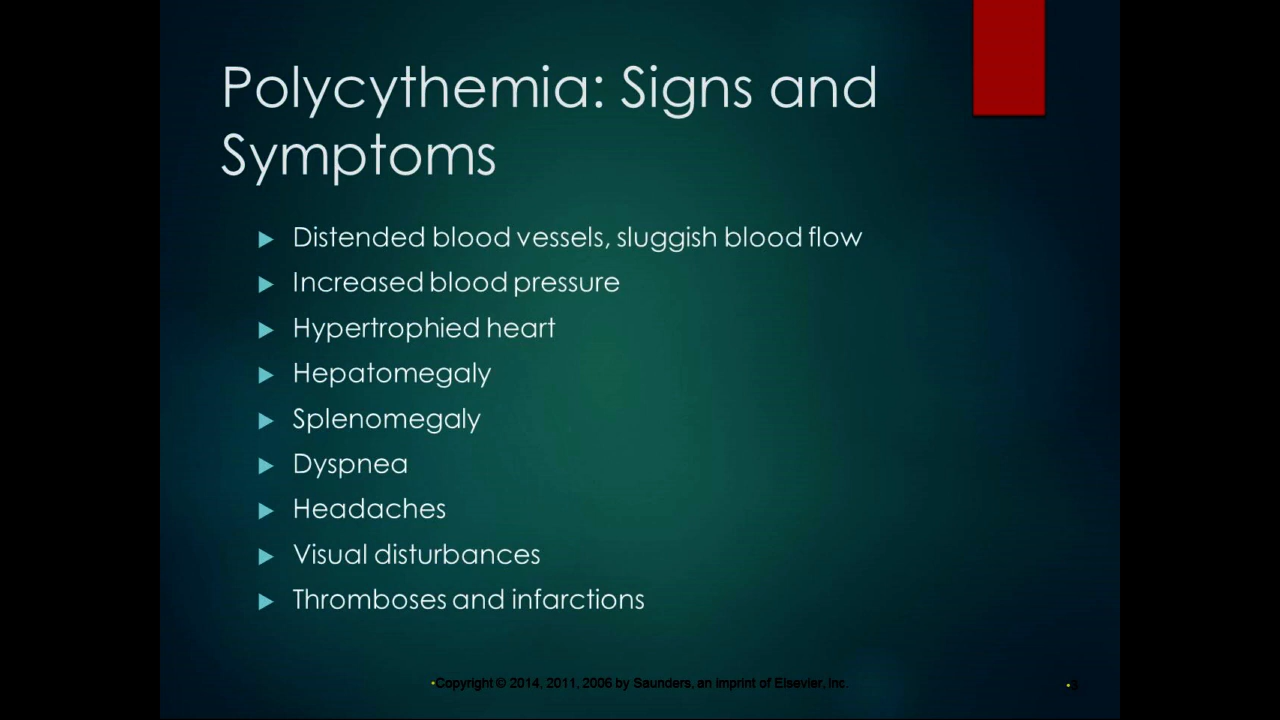 Polycythemia: Signs and
Symptoms
Distended blood vessels, sluggish blood flow
Increased blood pressure
Hypertrophied heart
Hepatomegaly
Splenomegaly
Dyspnea
Headaches
Visual disturbances
Thromboses and infarctions
•Copyright © 2014, 2011, 2006 by Saunders, an imprint of Elsevier, Inc.